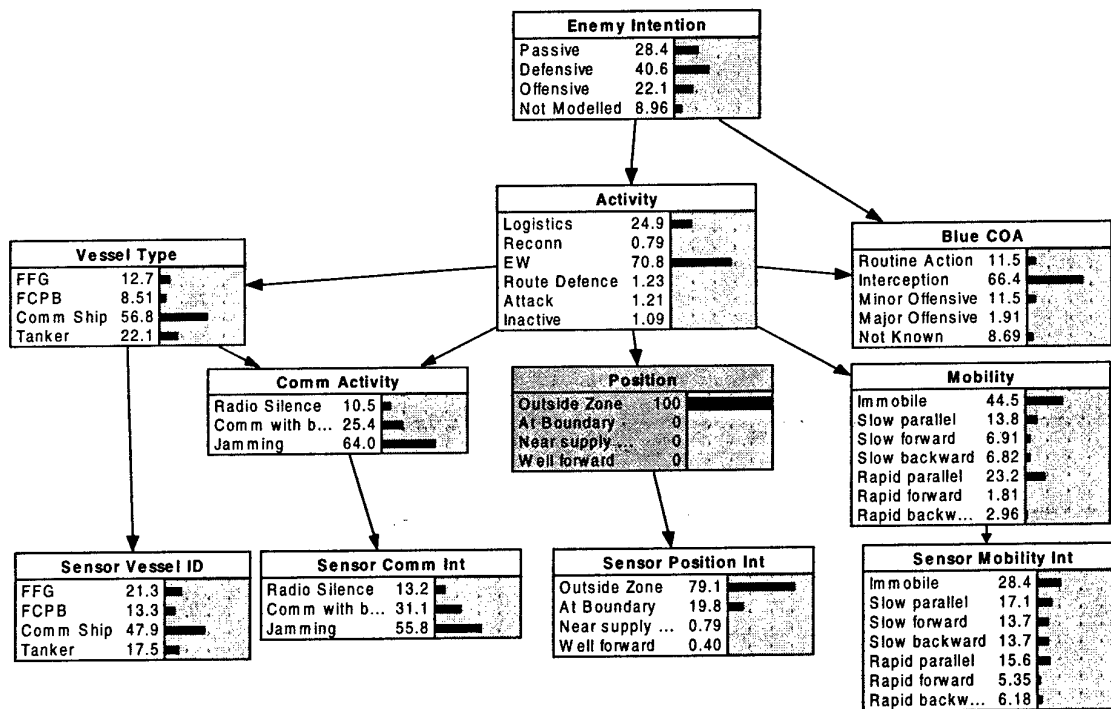 Enemy Intention
Passive 28.4
Defensive 40.6
Offensive 22.1
Not Modelled 8.96
Activity
Logistics 24.9
Reconn 0.79
EW 70.8
Route Defence 1.23
Attack 1.21
Inactive 1.09
Vessel Type
FFG 12.7
FCPB 8.51
Comm Ship 56.8
Tanker 22.1
Blue COA
Routine Action 11.5
Interception 66.4
Minor Offensive 11.5
Major Offensive 1.91
Not Known 8.69
Comm Activity
Radio Silence 10.5
Comm with b... 25.4
Jamming 64.0
Position
Outside Zone 100
At Boundary 0
Near supply ... 0
Well forward 0
Mobility
Immobile 44.5
Slow parallel 13.8
Slow forward 6.91
Slow backward 6.82
Rapid parallel 23.2
Rapid forward 1.81
Rapid backw... 2.96
Sensor Vessel ID
FFG 21.3
FCPB 13.3
Comm Ship 47.9
Tanker 17.5
Sensor Comm Int
Radio Silence 13.2
Comm with b... 31.1
Jamming 55.8
Sensor Position Int
Outside Zone 79.1
At Boundary 19.8
Near supply ... 0.79
Well forward 0.40
Sensor Mobility Int
Immobile 28.4
Slow parallel 17.1
Slow forward 13.7
Slow backward 13.7
Rapid parallel 15.6
Rapid forward 5.35
Rapid backw... 6.18